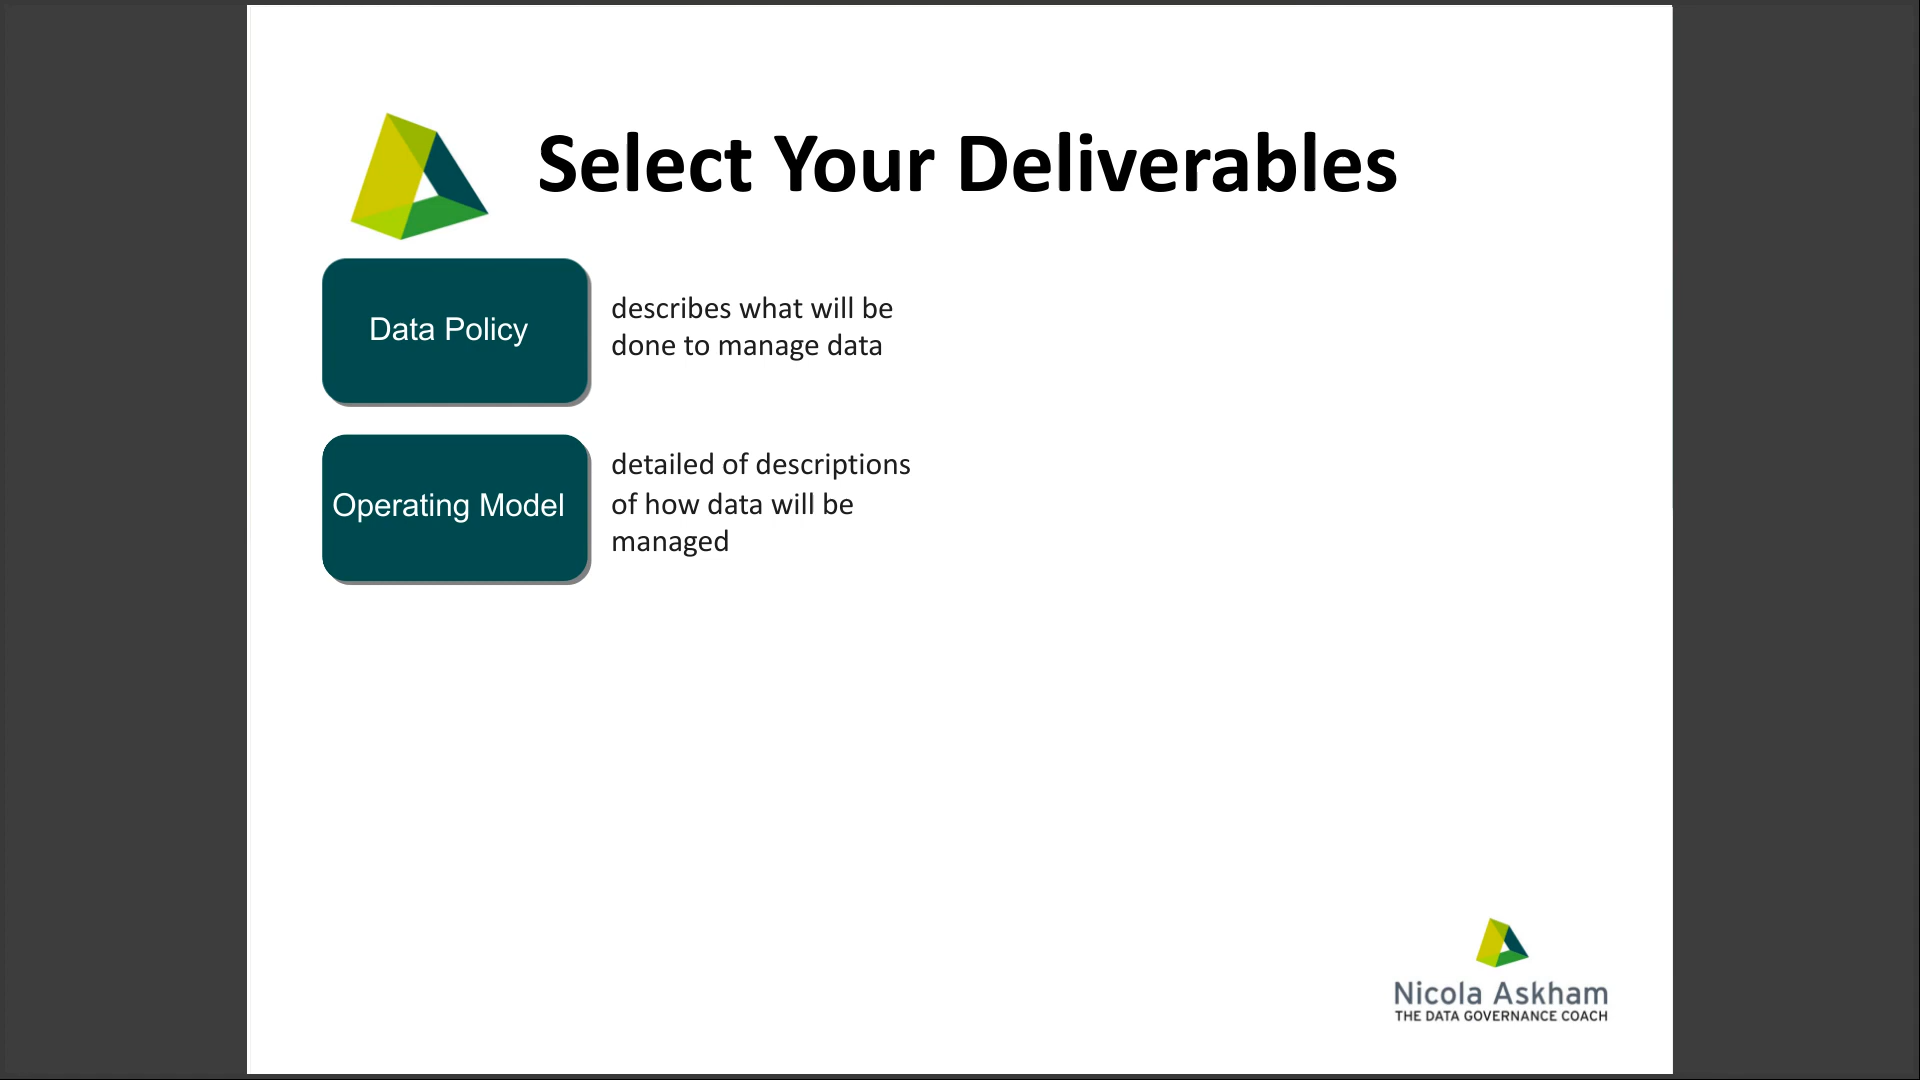 Select Your Deliverables
Data Policy
describes what will be
done to manage data
Operating Model
detailed of descriptions
of how data will be
managed
Nicola Askham
THE DATA GOVERNANCE COACH